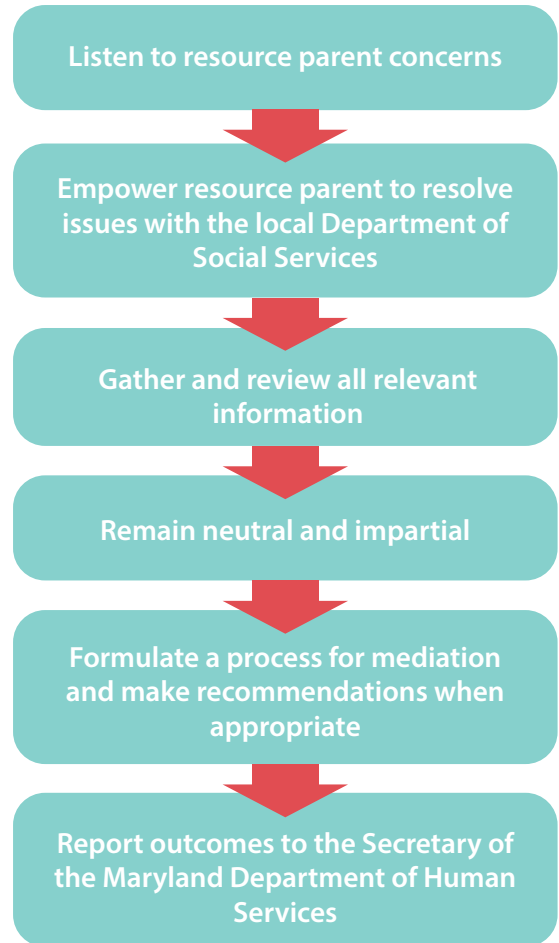 Listen to resource parent concerns
Empower resource parent to resolve
issues with the local Department of
Social Services
Gather and review all relevant
information
Remain neutral and impartial
Formulate a process for mediation
and make recommendations when
appropriate
Report outcomes to the Secretary of
the Maryland Department of Human
Services